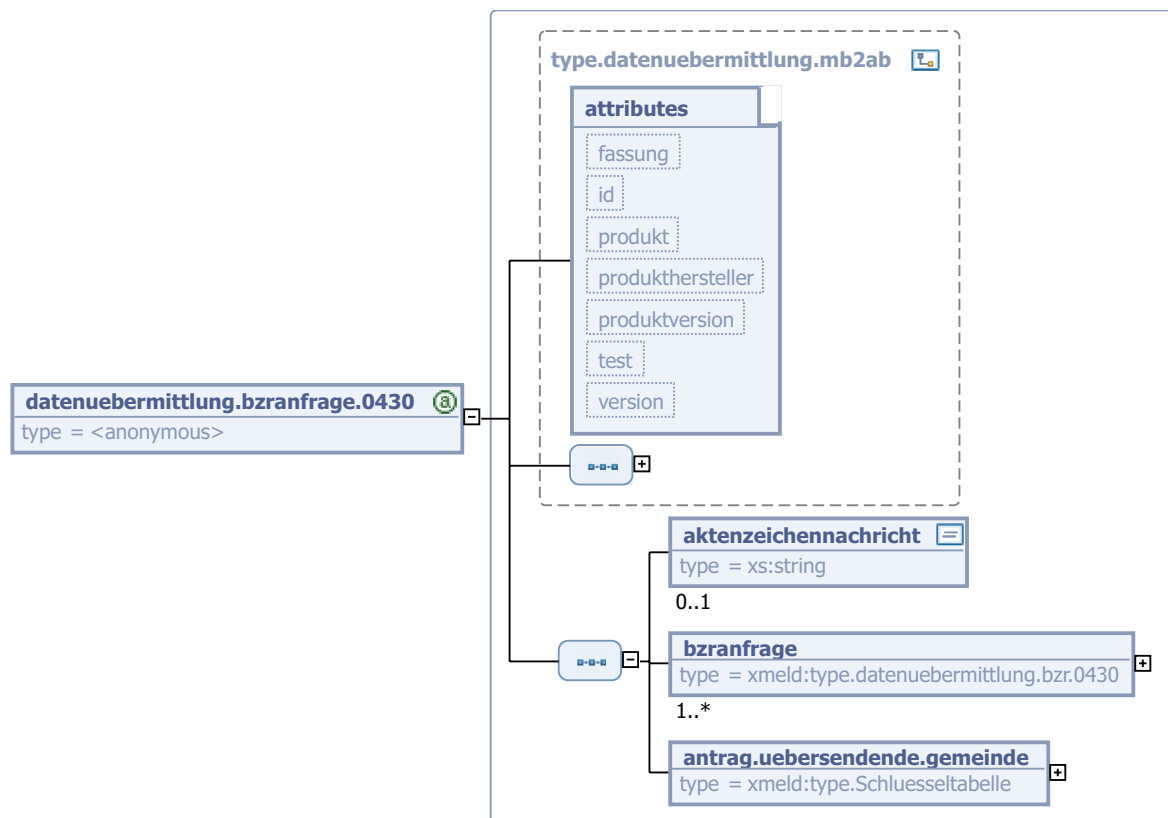 type.datenuebermittlung.mb2ab
attributes
fassung
id
produkt
produkthersteller
produktversion
test
version
datenuebermittlung.bzranfrage.0430
type = <anonymous>
aktenzeichennachricht
type = xs:string
0..1
bzranfrage
type = xmeld:type.datenuebermittlung.bzr.0430
1..*
antrag.uebersendende.gemeinde
type = xmeld:type.Schluesseltabelle